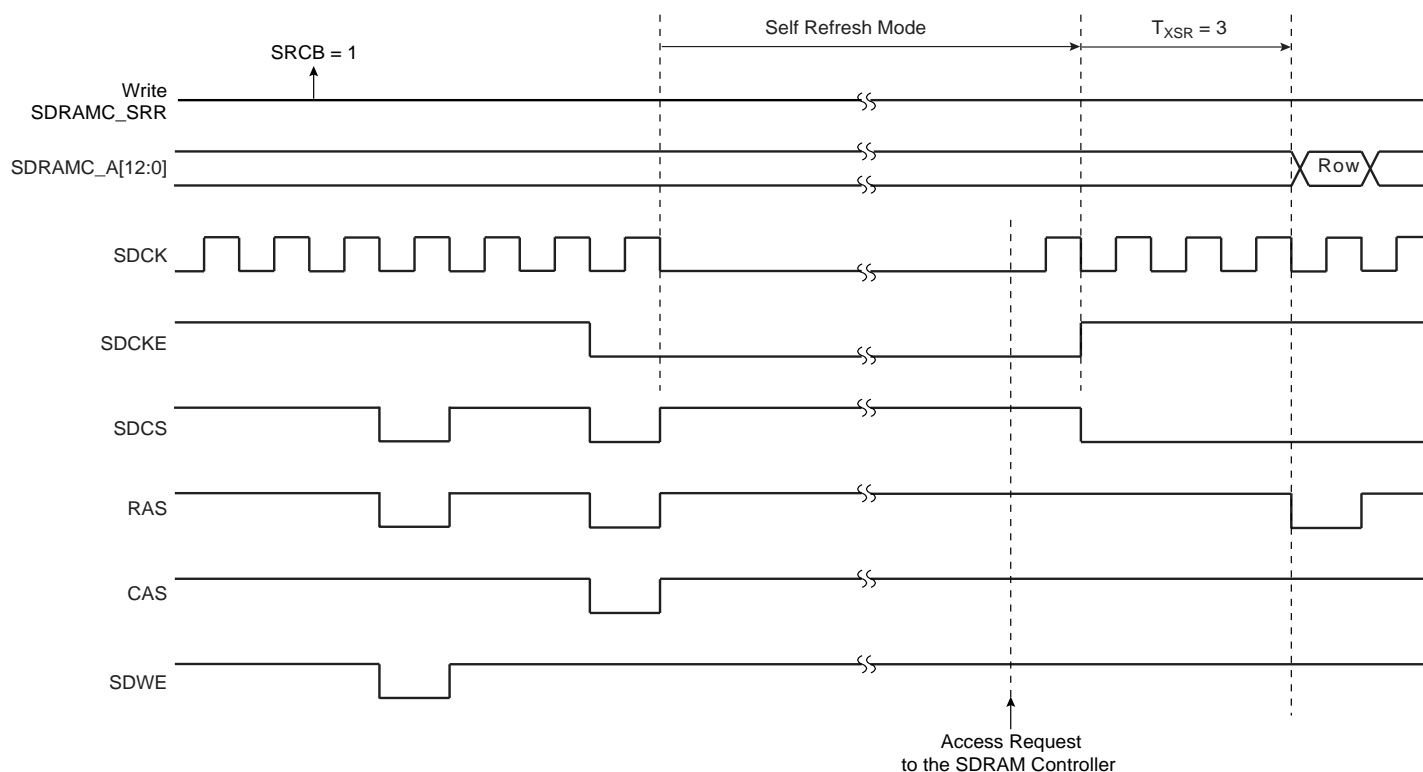 Self Refresh Mode
T_XSR = 3
SRCB = 1
Write
SDRAMC_SRR
SDRAMC_A[12:0]
Row
SDCK
SDCKE
SDCS
RAS
CAS
SDWE
Access Request
to the SDRAM Controller